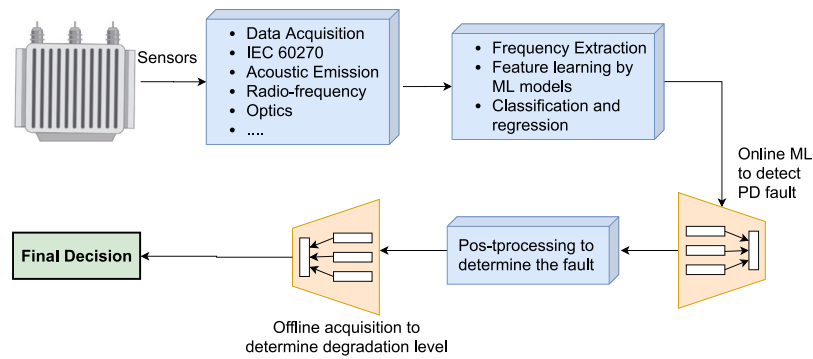 Sensors
• Data Acquisition
• IEC 60270
• Acoustic Emission
• Radio-frequency
• Optics
• ....
• Frequency Extraction
• Feature learning by
ML models
• Classification and
regression
Online ML
to detect
PD fault
Pos-tprocessing to
determine the fault
Offline acquisition to
determine degradation level
Final Decision